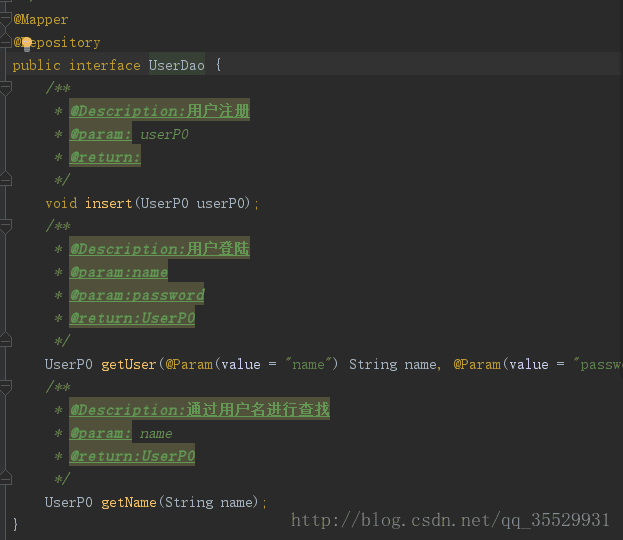 @Mapper
@Repository
public interface UserDao {
/**
* @Description:用户注册
* @param: userPO
* @return:
*/
void insert(UserPO userPO);
/**
* @Description:用户登陆
* @param:name
* @param:password
* @return:UserPO
*/
UserPO getUser(@Param(value = "name") String name, @Param(value = "passw
/**
* @Description:通过用户名进行查找
* @param: name
* @return:UserPO
*/
UserPO getName(String name);
}
http://blog.csdn.net/qq_35529931